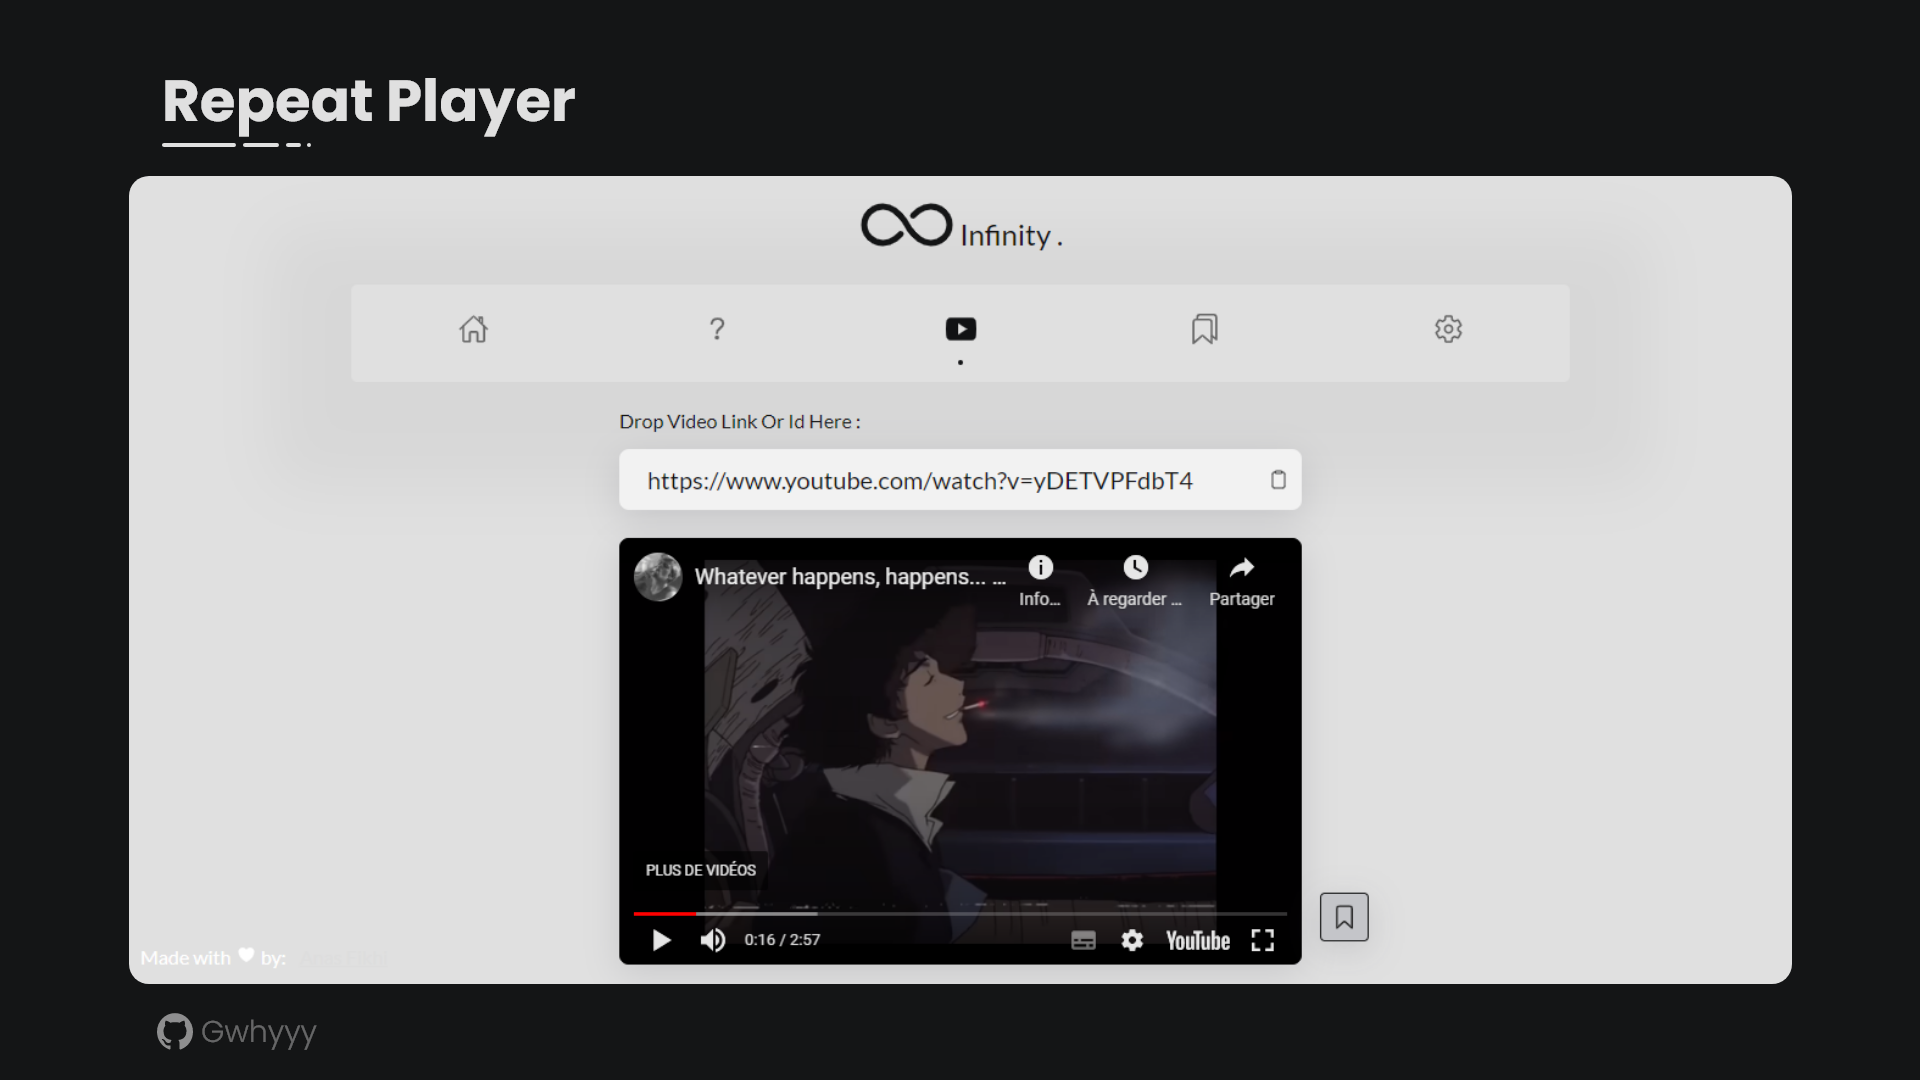 Repeat Player
Infinity .
?
Drop Video Link Or Id Here :
https://www.youtube.com/watch?v=yDETVPFdbT4
Whatever happens, happens... ...
Info...
À regarder ...
Partager
PLUS DE VIDÉOS
0:16 / 2:57
YouTube
Made with by:
Gwhyyy